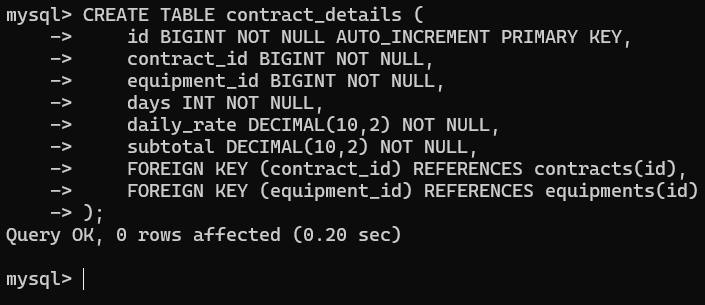 mysql> CREATE TABLE contract_details (
    ->     id BIGINT NOT NULL AUTO_INCREMENT PRIMARY KEY,
    ->     contract_id BIGINT NOT NULL,
    ->     equipment_id BIGINT NOT NULL,
    ->     days INT NOT NULL,
    ->     daily_rate DECIMAL(10,2) NOT NULL,
    ->     subtotal DECIMAL(10,2) NOT NULL,
    ->     FOREIGN KEY (contract_id) REFERENCES contracts(id),
    ->     FOREIGN KEY (equipment_id) REFERENCES equipments(id)
    -> );
Query OK, 0 rows affected (0.20 sec)
mysql>